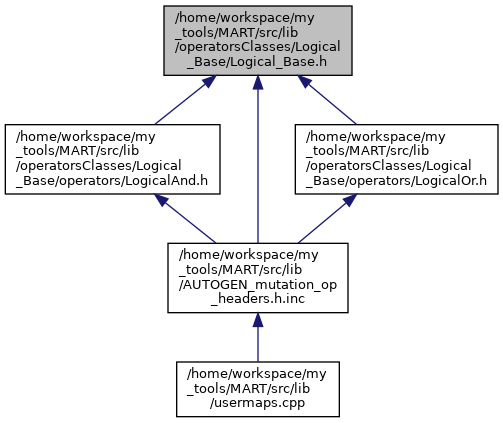 /home/workspace/my
_tools/MART/src/lib
/operatorsClasses/Logical
_Base/Logical_Base.h
/home/workspace/my
_tools/MART/src/lib
/operatorsClasses/Logical
_Base/operators/LogicalAnd.h
/home/workspace/my
_tools/MART/src/lib
/operatorsClasses/Logical
_Base/operators/LogicalOr.h
/home/workspace/my
_tools/MART/src/lib
/AUTOGEN_mutation_op
_headers.h.inc
/home/workspace/my
_tools/MART/src/lib
/usermaps.cpp